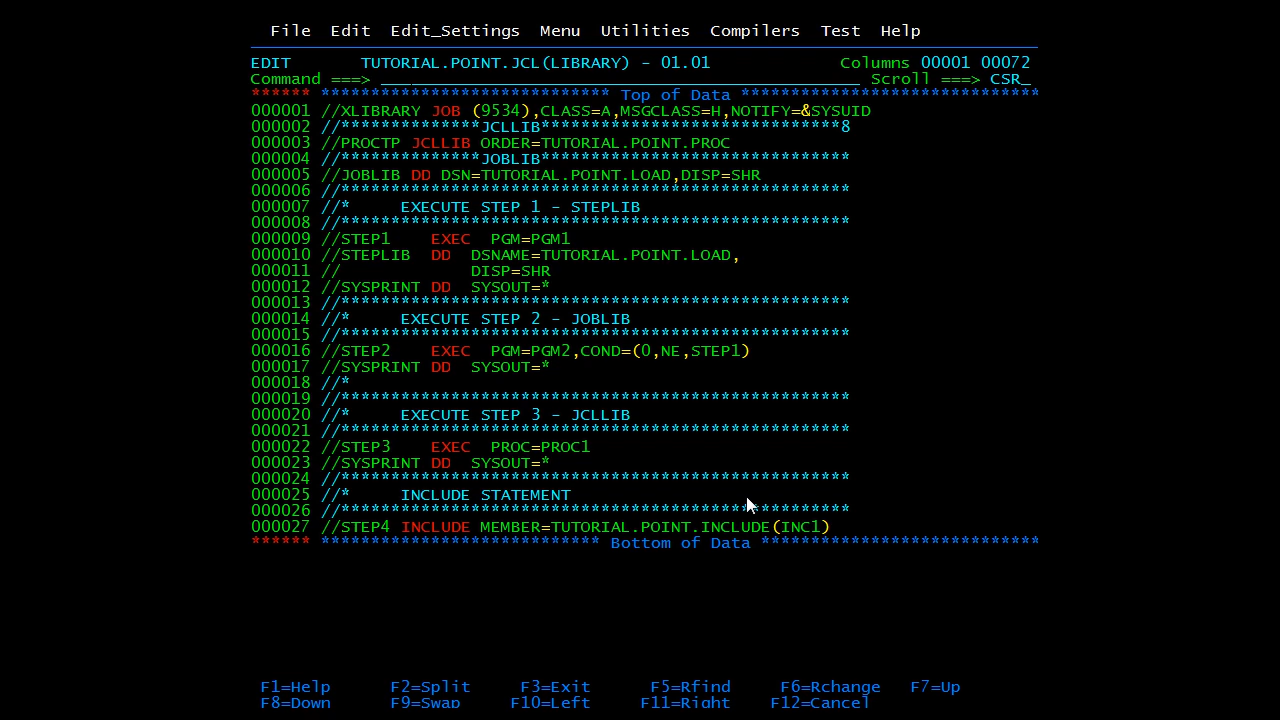 File  Edit  Edit_Settings  Menu  Utilities  Compilers  Test  Help
EDIT       TUTORIAL.POINT.JCL(LIBRARY) - 01.01             Columns 00001 00072
Command ===>                                                  Scroll ===> CSR_
****** ***************************** Top of Data ******************************
000001 //XLIBRARY JOB (9534),CLASS=A,MSGCLASS=H,NOTIFY=&SYSUID
000002 //**************JCLLIB******************************8
000003 //PROCTP JCLLIB ORDER=TUTORIAL.POINT.PROC
000004 //**************JOBLIB*******************************
000005 //JOBLIB DD DSN=TUTORIAL.POINT.LOAD,DISP=SHR
000006 //***************************************************
000007 //*     EXECUTE STEP 1 - STEPLIB
000008 //***************************************************
000009 //STEP1    EXEC  PGM=PGM1
000010 //STEPLIB  DD  DSNAME=TUTORIAL.POINT.LOAD,
000011 //             DISP=SHR
000012 //SYSPRINT DD  SYSOUT=*
000013 //***************************************************
000014 //*     EXECUTE STEP 2 - JOBLIB
000015 //***************************************************
000016 //STEP2    EXEC  PGM=PGM2,COND=(0,NE,STEP1)
000017 //SYSPRINT DD  SYSOUT=*
000018 //*
000019 //***************************************************
000020 //*     EXECUTE STEP 3 - JCLLIB
000021 //***************************************************
000022 //STEP3    EXEC  PROC=PROC1
000023 //SYSPRINT DD  SYSOUT=*
000024 //***************************************************
000025 //*     INCLUDE STATEMENT
000026 //***************************************************
000027 //STEP4 INCLUDE MEMBER=TUTORIAL.POINT.INCLUDE(INC1)
****** **************************** Bottom of Data ****************************
F1=Help      F2=Split     F3=Exit      F5=Rfind     F6=Rchange   F7=Up
F8=Down      F9=Swap      F10=Left     F11=Right    F12=Cancel